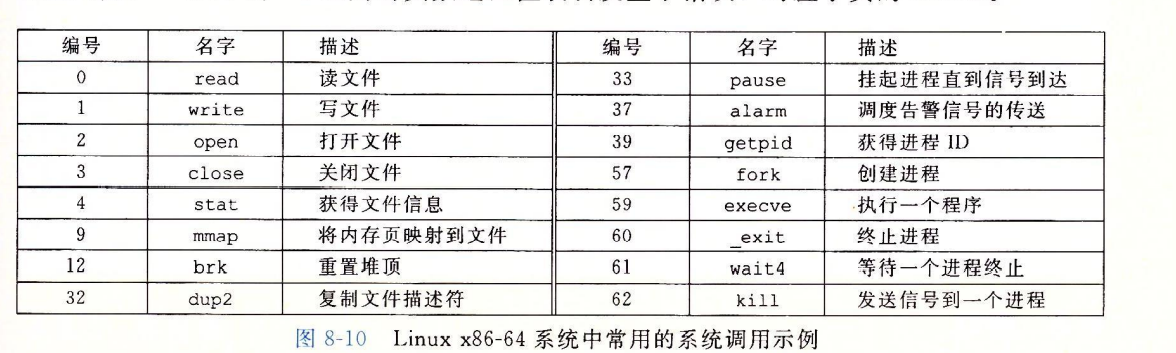 编号 名字 描述 编号 名字 描述
0 read 读文件 33 pause 挂起进程直到信号到达
1 write 写文件 37 alarm 调度告警信号的传送
2 open 打开文件 39 getpid 获得进程 ID
3 close 关闭文件 57 fork 创建进程
4 stat 获得文件信息 59 execve 执行一个程序
9 mmap 将内存页映射到文件 60 _exit 终止进程
12 brk 重置堆顶 61 wait4 等待一个进程终止
32 dup2 复制文件描述符 62 kill 发送信号到一个进程
图 8-10 Linux x86-64 系统中常用的系统调用示例